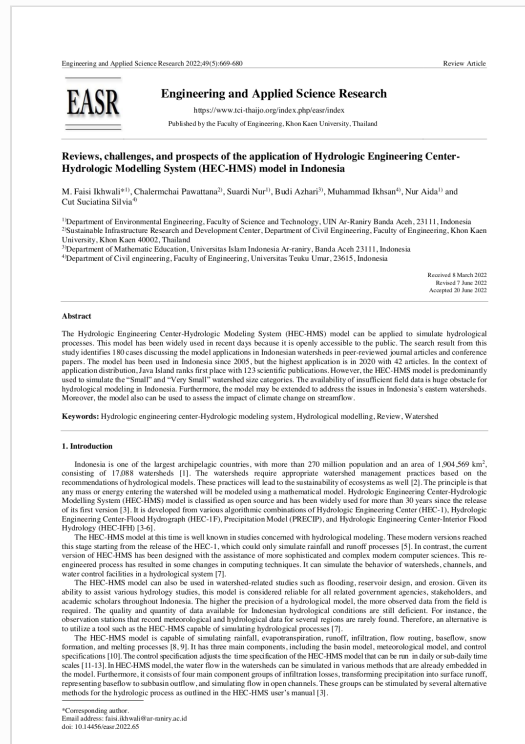 Engineering and Applied Science Research 2022;49(5):669-680 Review Article
EASR
Engineering and Applied Science Research
https://www.tci-thaijo.org/index.php/easr/index
Published by the Faculty of Engineering, Khon Kaen University, Thailand
Reviews, challenges, and prospects of the application of Hydrologic Engineering Center-
Hydrologic Modelling System (HEC-HMS) model in Indonesia
M. Faisi Ikhwali*1), Chalermchai Pawattana2), Suardi Nur2), Budi Azhari3), Muhammad Ikhsan4), Nur Aida1) and
Cut Suciatina Silvia4)
1)Department of Environmental Engineering, Faculty of Science and Technology, UIN Ar-Raniry Banda Aceh, 23111, Indonesia
2)Sustainable Infrastructure Research and Development Center, Department of Civil Engineering, Faculty of Engineering, Khon Kaen
University, Khon Kaen 40002, Thailand
3)Department of Mathematic Education, Universitas Islam Indonesia Ar-raniry, Banda Aceh 23111, Indonesia
4)Department of Civil engineering, Faculty of Engineering, Universitas Teuku Umar, 23615, Indonesia
Received 8 March 2022
Revised 7 June 2022
Accepted 20 June 2022
Abstract
The Hydrologic Engineering Center-Hydrologic Modeling System (HEC-HMS) model can be applied to simulate hydrological
processes. This model has been widely used in recent days because it is openly accessible to the public. The search result from this
study identifies 180 cases discussing the model applications in Indonesian watersheds in peer-reviewed journal articles and conference
papers. The model has been used in Indonesia since 2005, but the highest application is in 2020 with 42 articles. In the context of
application distribution, Java Island ranks first place with 123 scientific publications. However, the HEC-HMS model is predominantly
used to simulate the "Small" and "Very Small" watershed size categories. The availability of insufficient field data is huge obstacle for
hydrological modeling in Indonesia. Furthermore, the model may be extended to address the issues in Indonesia's eastern watersheds.
Moreover, the model also can be used to assess the impact of climate change on streamflow.
Keywords: Hydrologic engineering center-Hydrologic modeling system, Hydrological modelling, Review, Watershed
1. Introduction
Indonesia is one of the largest archipelagic countries, with more than 270 million population and an area of 1,904,569 km2,
consisting of 17,088 watersheds [1]. The watersheds require appropriate watershed management practices based on the
recommendations of hydrological models. These practices will lead to the sustainability of ecosystems as well [2]. The principle is that
any mass or energy entering the watershed will be modeled using a mathematical model. Hydrologic Engineering Center-Hydrologic
Modelling System (HEC-HMS) model is classified as open source and has been widely used for more than 30 years since the release
of its first version [3]. It is developed from various algorithmic combinations of Hydrologic Engineering Center (HEC-1), Hydrologic
Engineering Center-Flood Hydrograph (HEC-1F), Precipitation Model (PRECIP), and Hydrologic Engineering Center-Interior Flood
Hydrology (HEC-IFH) [3-6].
The HEC-HMS model at this time is well known in studies concerned with hydrological modeling. These modern versions reached
this stage starting from the release of the HEC-1, which could only simulate rainfall and runoff processes [5]. In contrast, the current
version of HEC-HMS has been designed with the assistance of more sophisticated and complex modern computer systems. This re-
engineered process has resulted in some changes in computing techniques. It can simulate the behavior of watersheds, channels, and
water control facilities in a hydrological system [7].
The HEC-HMS model can also be used in watershed-related studies such as flooding, reservoir design, and erosion. Given its
ability to assist various hydrology studies, this model is considered reliable for all related government agencies, stakeholders, and
academic scholars throughout Indonesia. The higher the precision of a hydrological model, the more observed data from the field is
required. The quality and quantity of data available for Indonesian hydrological conditions are still deficient. For instance, the
observation stations that record meteorological and hydrological data for several regions are rarely found. Therefore, an alternative is
to utilize a tool such as the HEC-HMS capable of simulating hydrological processes [7].
The HEC-HMS model is capable of simulating rainfall, evapotranspiration, runoff, infiltration, flow routing, baseflow, snow
formation, and melting processes [8, 9]. It has three main components, including the basin model, meteorological model, and control
specifications [10]. The control specification adjusts the time specification of the HEC-HMS model that can be run in daily or sub-daily time
scales [11-13]. In HEC-HMS model, the water flow in the watersheds can be simulated in various methods that are already embedded in
the model. Furthermore, it consists of four main component groups of infiltration losses, transforming precipitation into surface runoff,
representing baseflow to subbasin outflow, and simulating flow in open channels. These groups can be simulated by several alternative
methods for the hydrologic process as outlined in the HEC-HMS user's manual [3].
*Corresponding author.
Email address: faisi.ikhwali@ar-raniry.ac.id
doi: 10.14456/easr.2022.65